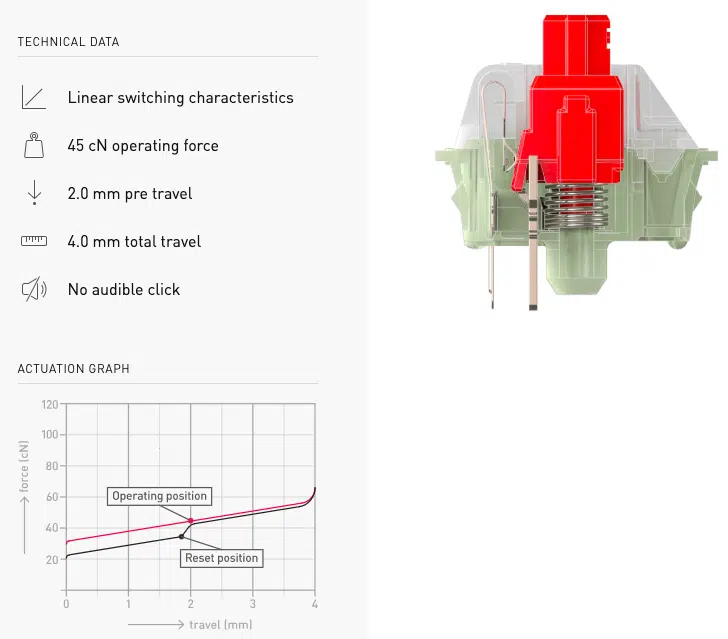 TECHNICAL DATA
Linear switching characteristics
45 cN operating force
2.0 mm pre travel
4.0 mm total travel
No audible click
ACTUATION GRAPH
120
100
80
60
40
20
force (cN)
Operating position
Reset position
0 1 2 3 4
travel (mm)